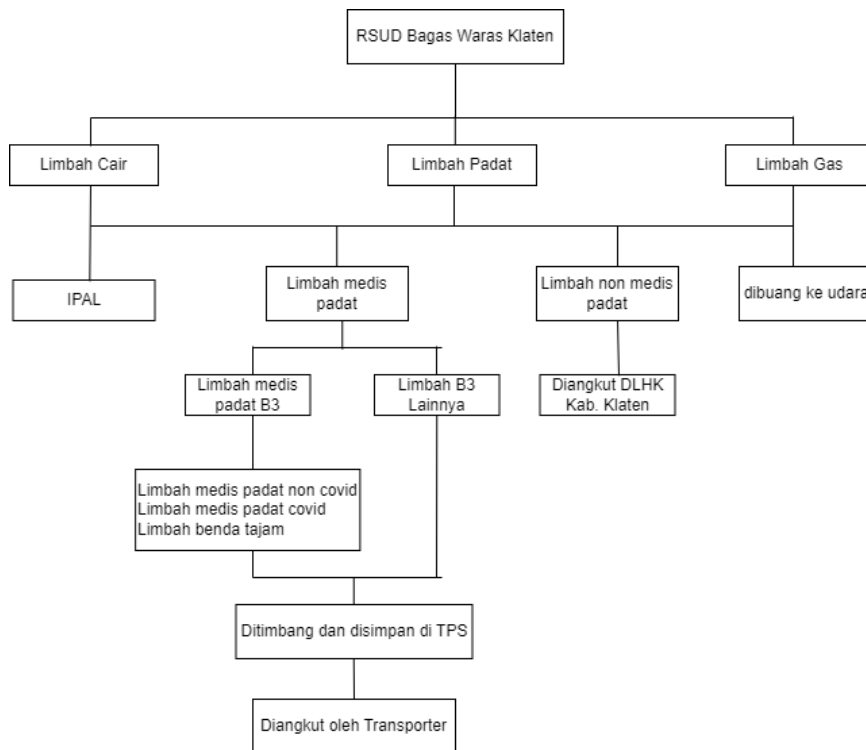 RSUD Bagas Waras Klaten
Limbah Cair
Limbah Padat
Limbah Gas
IPAL
Limbah medis
padat
Limbah non medis
padat
dibuang ke udara
Limbah medis
padat B3
Limbah B3
Lainnya
Diangkut DLHK
Kab. Klaten
Limbah medis padat non covid
Limbah medis padat covid
Limbah benda tajam
Ditimbang dan disimpan di TPS
Diangkut oleh Transporter